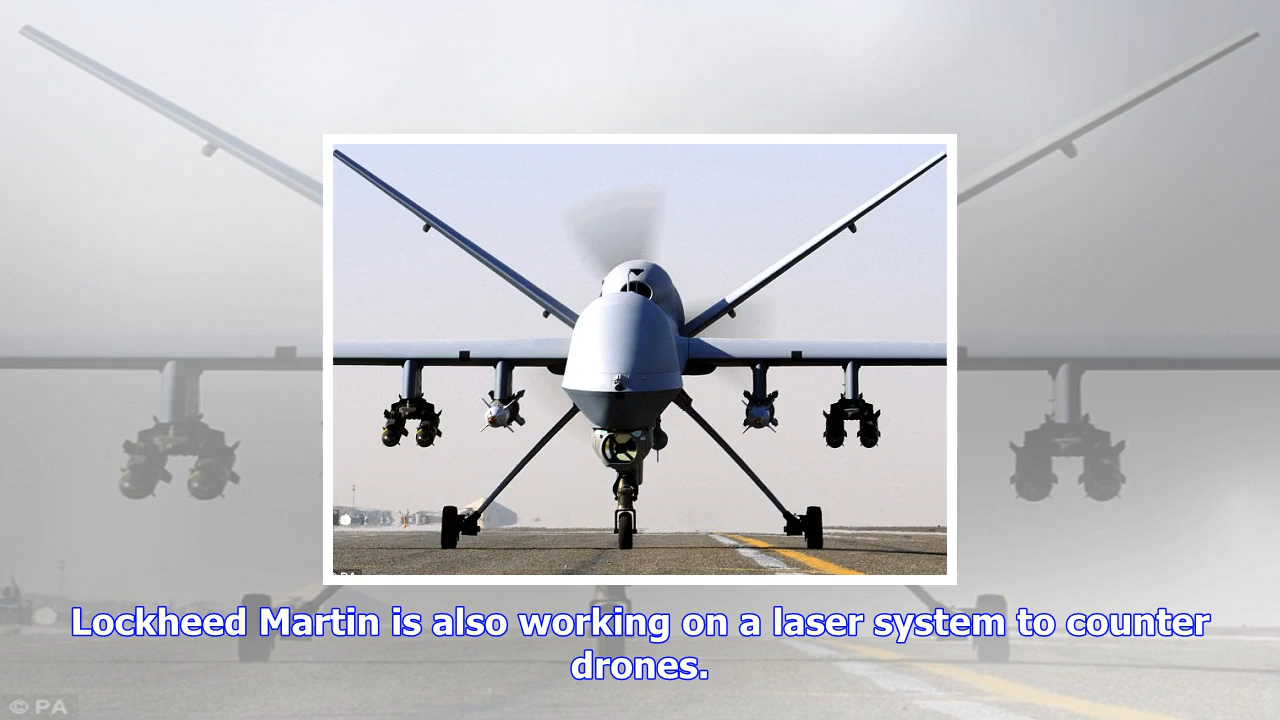 Lockheed Martin is also working on a laser system to counter
drones.
© PA